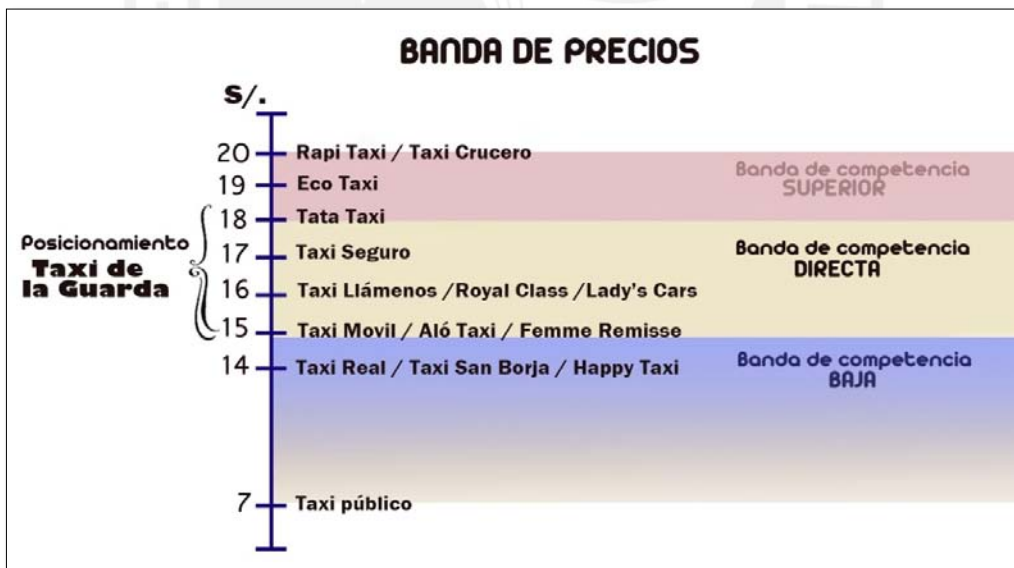 BANDA DE PRECIOS
S/.
20 Rapi Taxi / Taxi Crucero
Banda de competencia
SUPERIOR
19 Eco Taxi
18 Tata Taxi
Posicionamiento
Taxi de
la Guarda
17 Taxi Seguro
Banda de competencia
DIRECTA
16 Taxi Llámenos /Royal Class /Lady's Cars
15 Taxi Movil / Aló Taxi / Femme Remisse
14 Taxi Real / Taxi San Borja / Happy Taxi
Banda de competencia
BAJA
7 Taxi público